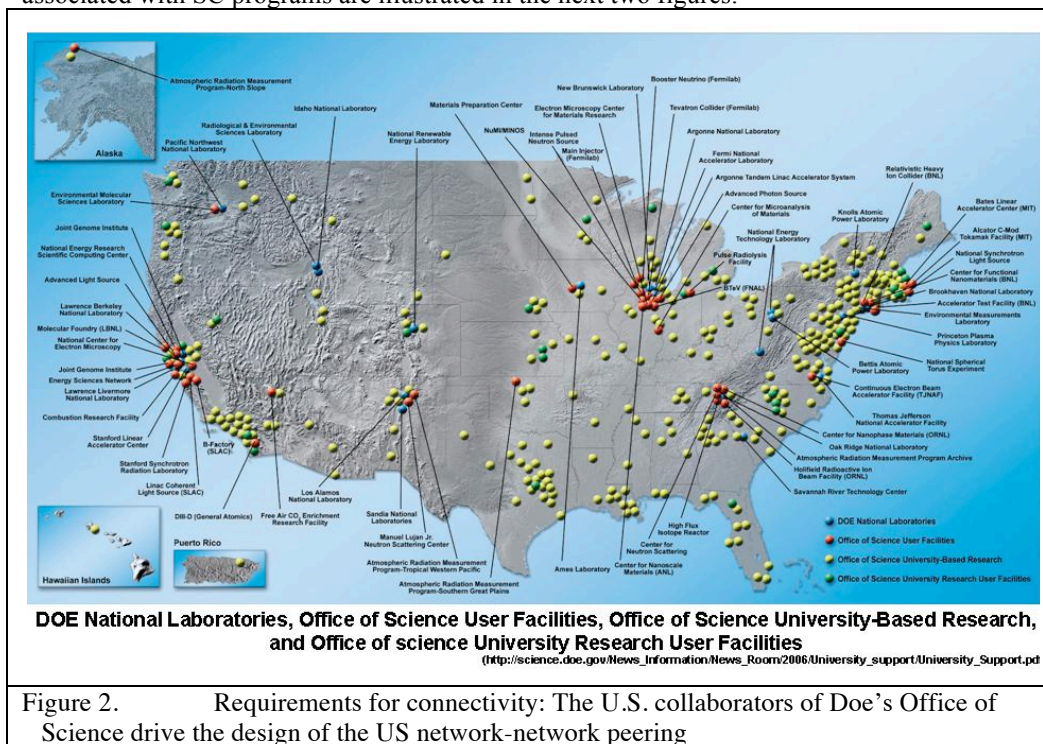 associated with SC programs are illustrated in the next two figures.
Atmospheric Radiation Measurement
Program-North Slope
Alaska
Idaho National Laboratory
Radiological & Environmental
Sciences Laboratory
Pacific Northwest
National Laboratory
Environmental Molecular
Sciences Laboratory
Joint Genome Institute
National Energy Research
Scientific Computing Center
Advanced Light Source
Lawrence Berkeley
National Laboratory
Molecular Foundry (LBNL)
National Center for
Electron Microscopy
Joint Genome Institute
Energy Sciences Network
Lawrence Livermore
National Laboratory
Combustion Research Facility
Stanford Linear
Accelerator Center
Stanford Synchrotron
Radiation Laboratory
Linac Coherent
Light Source (SLAC)
B-Factory
(SLAC)
DIII-D (General Atomics)
Free Air CO₂ Enrichment
Research Facility
Los Alamos
National Laboratory
Sandia National
Laboratories
Manuel Lujan Jr.
Neutron Scattering Center
Atmospheric Radiation Measurement
Program-Tropical Western Pacific
Atmospheric Radiation Measurement
Program-Southern Great Plains
Ames Laboratory
Center for Nanoscale
Materials (ANL)
Center for
Neutron Scattering
High Flux
Isotope Reactor
National Renewable
Energy Laboratory
Materials Preparation Center
NuMI/MINOS
New Brunswick Laboratory
Electron Microscopy Center
for Materials Research
Intense Pulsed
Neutron Source
Main Injector
(Fermilab)
Booster Neutrino (Fermilab)
Tevatron Collider (Fermilab)
Argonne National Laboratory
Fermi National
Accelerator Laboratory
Argonne Tandem Linac Accelerator System
Advanced Photon Source
Center for Microanalysis
of Materials
National Energy
Technology Laboratory
Pulse Radiolysis
Facility
BTeV (FNAL)
Knolls Atomic
Power Laboratory
Relativistic Heavy
Ion Collider (BNL)
Bates Linear
Accelerator Center (MIT)
Alcator C-Mod
Tokamak Facility (MIT)
National Synchrotron
Light Source
Center for Functional
Nanomaterials (BNL)
Brookhaven National Laboratory
Accelerator Test Facility (BNL)
Environmental Measurements
Laboratory
Princeton Plasma
Physics Laboratory
National Spherical
Torus Experiment
Bettis Atomic
Power Laboratory
Continuous Electron Beam
Accelerator Facility (TJNAF)
Thomas Jefferson
National Accelerator Facility
Center for Nanophase Materials (ORNL)
Oak Ridge National Laboratory
Atmospheric Radiation Measurement Program Archive
Holifield Radioactive Ion
Beam Facility (ORNL)
Savannah River Technology Center
Hawaiian Islands
Puerto Rico
DOE National Laboratories
Office of Science User Facilities
Office of Science University-Based Research
Office of Science University Research User Facilities
DOE National Laboratories, Office of Science User Facilities, Office of Science University-Based Research,
and Office of science University Research User Facilities
(http://science.doe.gov/News_Information/News_Room/2006/University_support/University_Support.pdf
Figure 2. Requirements for connectivity: The U.S. collaborators of Doe's Office of
Science drive the design of the US network-network peering